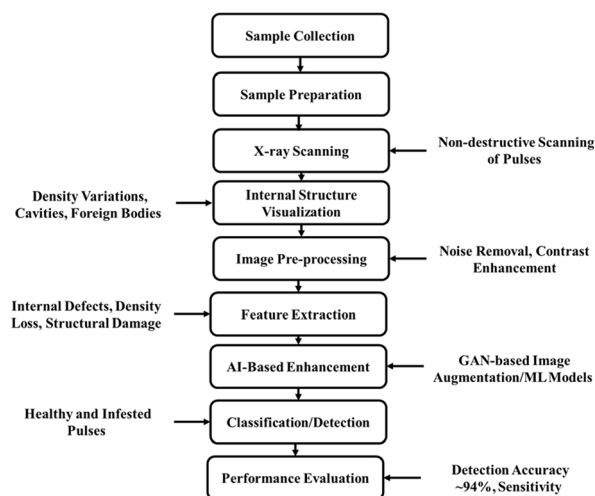 Sample Collection
Sample Preparation
X-ray Scanning
Non-destructive Scanning
of Pulses
Density Variations,
Cavities, Foreign Bodies
Internal Structure
Visualization
Image Pre-processing
Noise Removal, Contrast
Enhancement
Internal Defects, Density
Loss, Structural Damage
Feature Extraction
AI-Based Enhancement
GAN-based Image
Augmentation/ML Models
Healthy and Infested
Pulses
Classification/Detection
Performance Evaluation
Detection Accuracy
~94%, Sensitivity